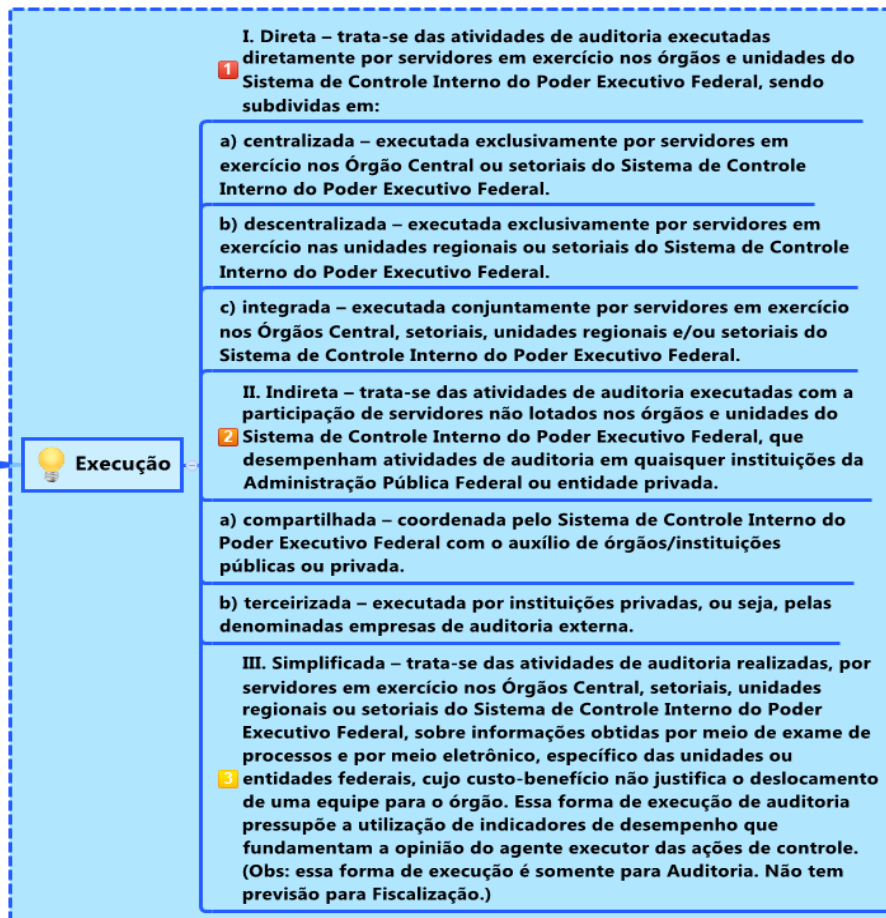 I. Direta – trata-se das atividades de auditoria executadas
diretamente por servidores em exercício nos órgãos e unidades do
1
Sistema de Controle Interno do Poder Executivo Federal, sendo
subdividas em:
a) centralizada – executada exclusivamente por servidores em
exercício nos Órgão Central ou setoriais do Sistema de Controle
Interno do Poder Executivo Federal.
b) descentralizada – executada exclusivamente por servidores em
exercício nas unidades regionais ou setoriais do Sistema de Controle
Interno do Poder Executivo Federal.
c) integrada – executada conjuntamente por servidores em exercício
nos Órgãos Central, setoriais, unidades regionais e/ou setoriais do
Sistema de Controle Interno do Poder Executivo Federal.
II. Indireta – trata-se das atividades de auditoria executadas com a
participação de servidores não lotados nos órgãos e unidades do
2
Sistema de Controle Interno do Poder Executivo Federal, que
desempenham atividades de auditoria em quaisquer instituições da
Administração Pública Federal ou entidade privada.
Execução
a) compartilhada – coordenada pelo Sistema de Controle Interno do
Poder Executivo Federal com o auxílio de órgãos/instituições
públicas ou privada.
b) terceirizada – executada por instituições privadas, ou seja, pelas
denominadas empresas de auditoria externa.
III. Simplificada – trata-se das atividades de auditoria realizadas, por
servidores em exercício nos Órgãos Central, setoriais, unidades
regionais ou setoriais do Sistema de Controle Interno do Poder
Executivo Federal, sobre informações obtidas por meio de exame de
processos e por meio eletrônico, específico das unidades ou
3
entidades federais, cujo custo-benefício não justifica o deslocamento
de uma equipe para o órgão. Essa forma de execução de auditoria
pressupõe a utilização de indicadores de desempenho que
fundamentam a opinião do agente executor das ações de controle.
(Obs: essa forma de execução é somente para Auditoria. Não tem
previsão para Fiscalização.)